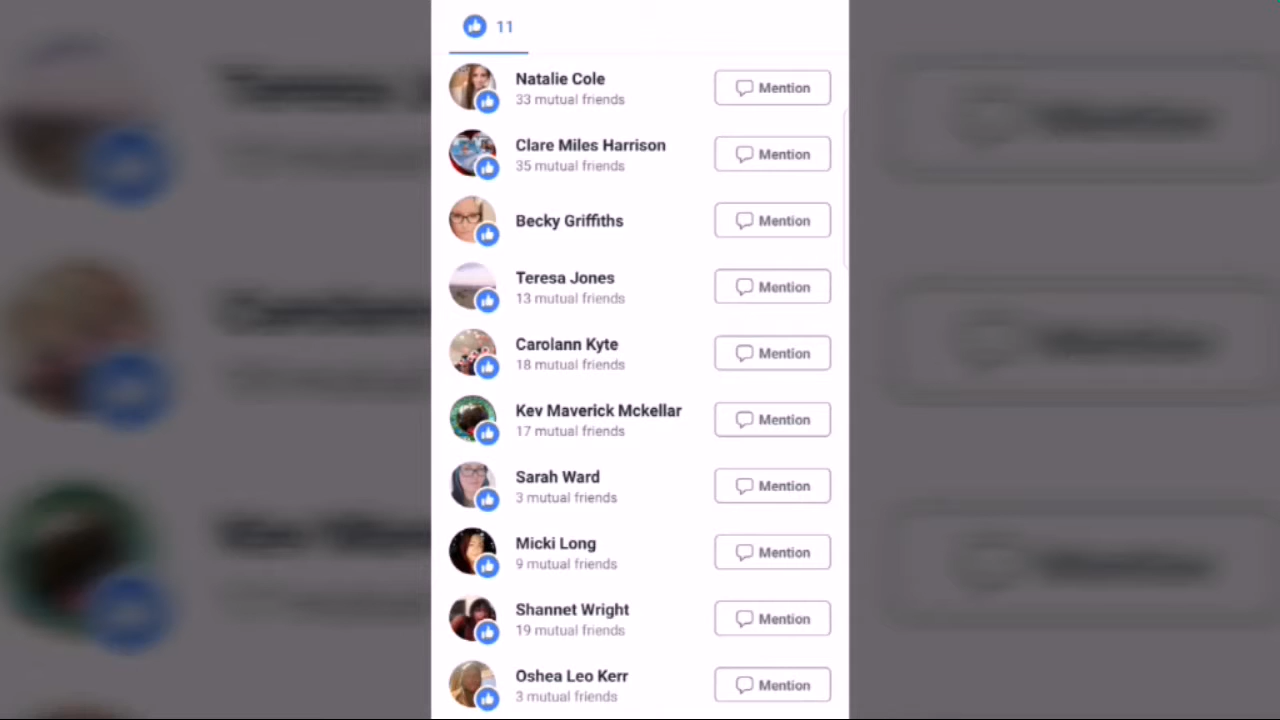 11
Natalie Cole
33 mutual friends
Mention
Clare Miles Harrison
35 mutual friends
Mention
Becky Griffiths
Mention
Teresa Jones
13 mutual friends
Mention
Carolann Kyte
18 mutual friends
Mention
Kev Maverick Mckellar
17 mutual friends
Mention
Sarah Ward
3 mutual friends
Mention
Micki Long
9 mutual friends
Mention
Shannet Wright
19 mutual friends
Mention
Oshea Leo Kerr
3 mutual friends
Mention